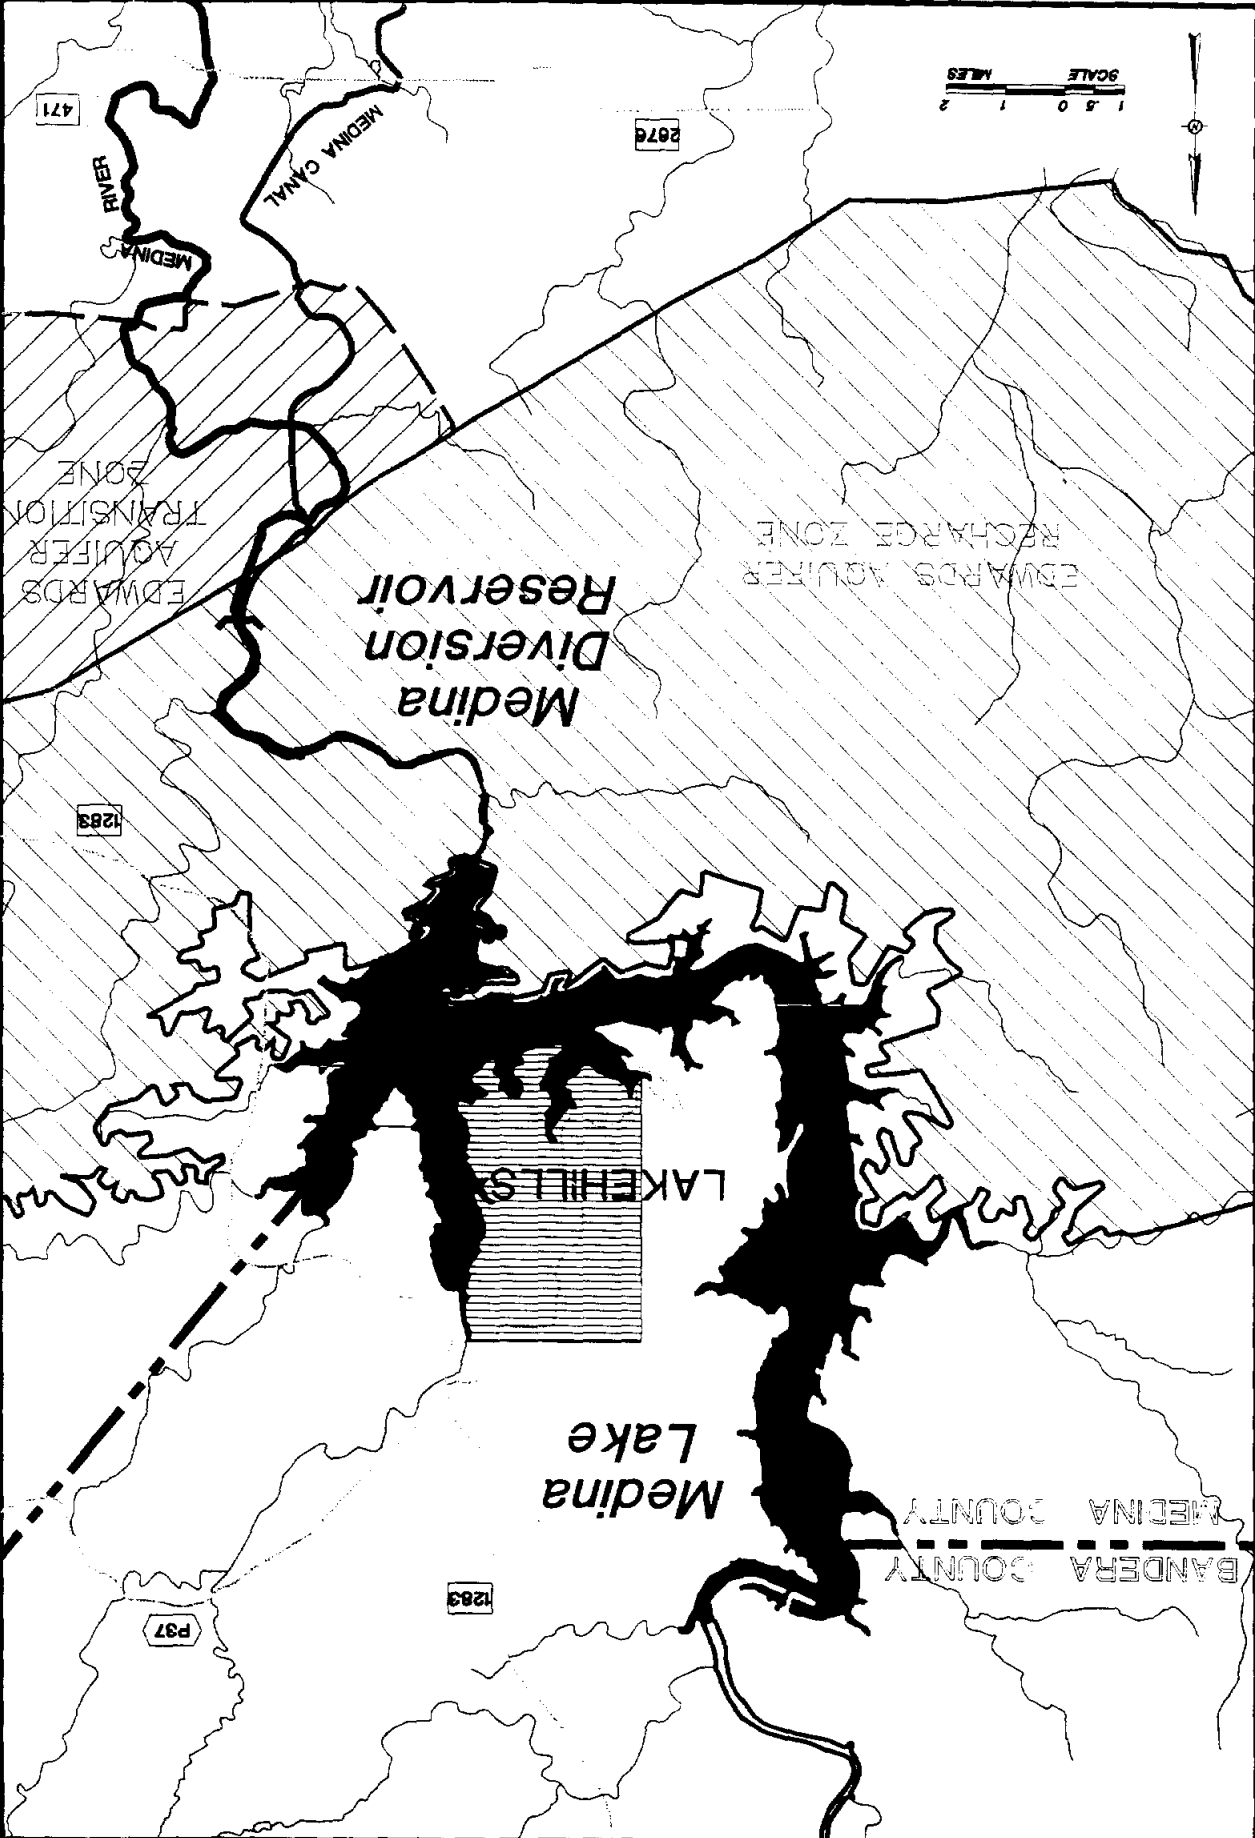 BANDERA COUNTY
MEDINA COUNTY
P37
1283
Medina
Lake
LAKEHILLS
1283
Medina
Diversion
Reservoir
EDWARDS AQUIFER
RECHARGE ZONE
EDWARDS
AQUIFER
TRANSITION
ZONE
MEDINA
RIVER
MEDINA CANAL
2676
471
N
1 .5 0 1 2
SCALE MILES